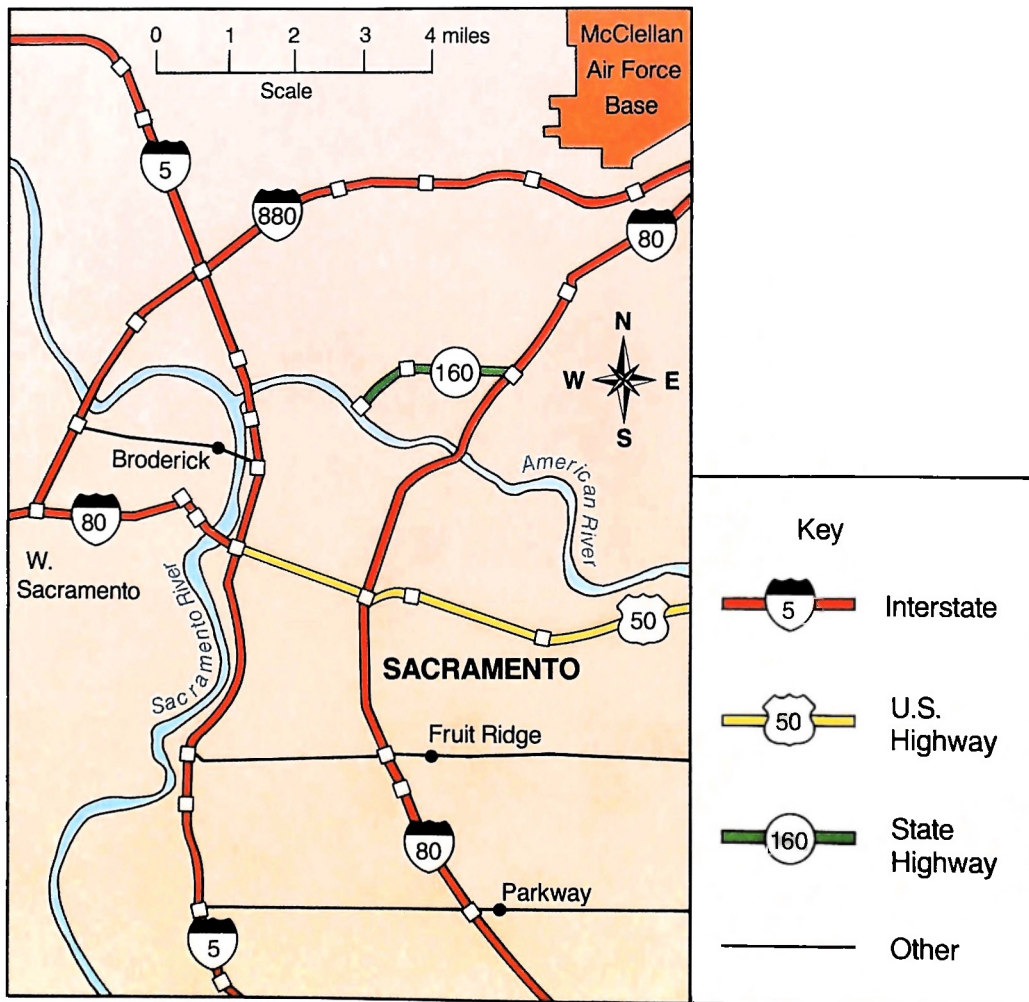 0 1 2 3 4 miles
Scale
McClellan
Air Force
Base
5
880
80
N
W E
S
160
Broderick
American River
80
W.
Sacramento
Sacramento River
50
SACRAMENTO
Fruit Ridge
80
Parkway
5
Key
5 Interstate
50 U.S.
Highway
160 State
Highway
Other